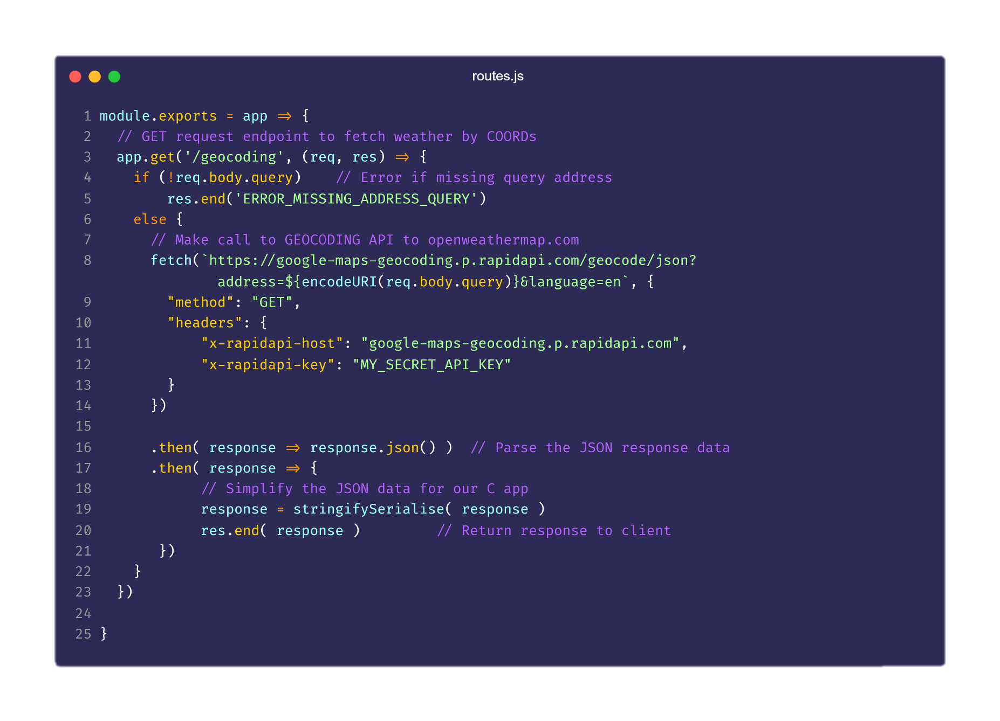 routes.js
1 module.exports = app => {
2   // GET request endpoint to fetch weather by COORDs
3   app.get('/geocoding', (req, res) => {
4     if (!req.body.query)    // Error if missing query address
5         res.end('ERROR_MISSING_ADDRESS_QUERY')
6     else {
7       // Make call to GEOCODING API to openweathermap.com
8       fetch(`https://google-maps-geocoding.p.rapidapi.com/geocode/json?
              address=${encodeURI(req.body.query)}&language=en`, {
9         "method": "GET",
10         "headers": {
11             "x-rapidapi-host": "google-maps-geocoding.p.rapidapi.com",
12             "x-rapidapi-key": "MY_SECRET_API_KEY"
13         }
14       })
15
16       .then( response => response.json() )  // Parse the JSON response data
17       .then( response => {
18             // Simplify the JSON data for our C app
19             response = stringifySerialise( response )
20             res.end( response )         // Return response to client
21        })
22     }
23   })
24
25 }